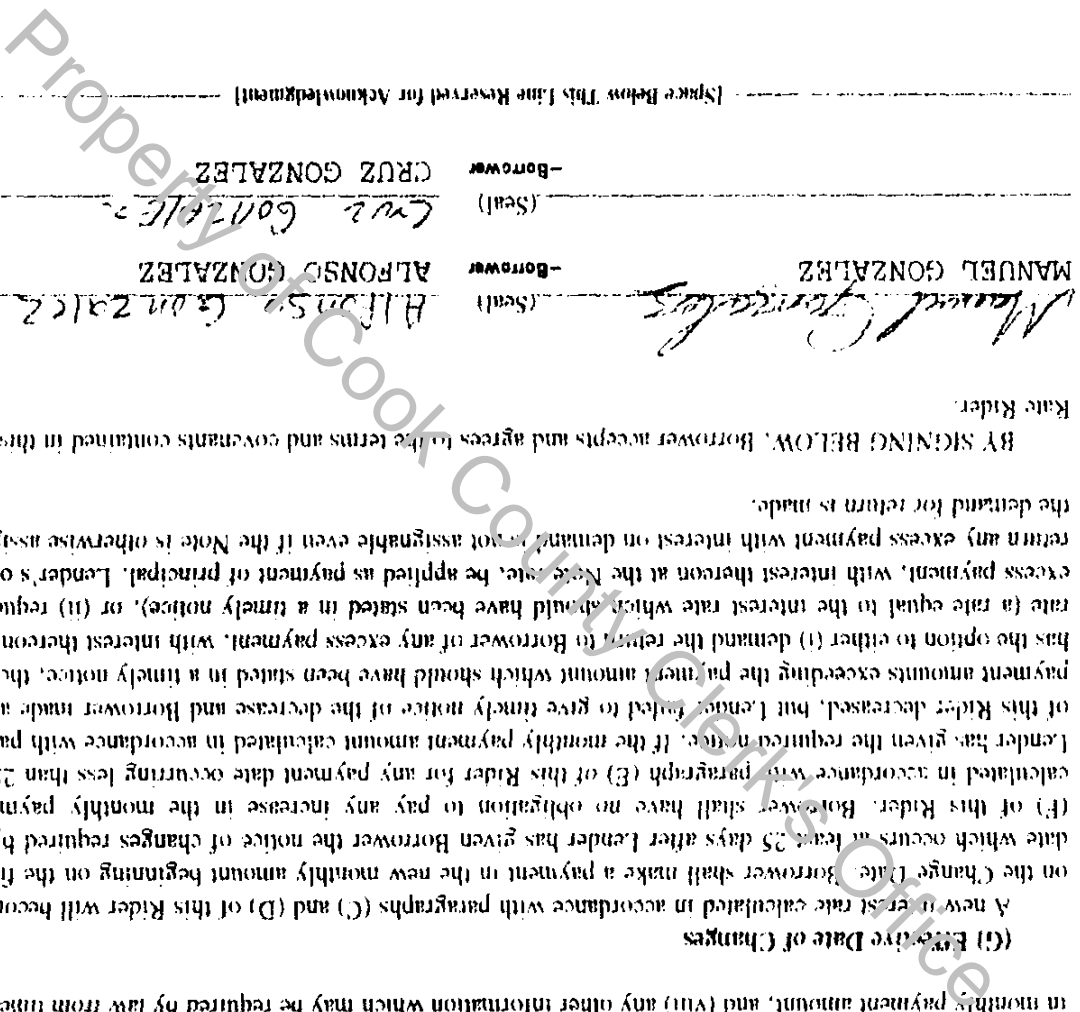 in monthly payment amount, and (viii) any other information which may be required by law from time
(G) Effective Date of Changes
A new interest rate calculated in accordance with paragraphs (C) and (D) of this Rider will becom
on the Change Date. Borrower shall make a payment in the new monthly amount beginning on the fi
date which occurs at least 25 days after Lender has given Borrower the notice of changes required b
(F) of this Rider. Borrower shall have no obligation to pay any increase in the monthly paym
calculated in accordance with paragraph (E) of this Rider for any payment date occurring less than 2
Lender has given the required notice. If the monthly payment amount calculated in accordance with pa
of this Rider decreased, but Lender failed to give timely notice of the decrease and Borrower made a
payment amounts exceeding the payment amount which should have been stated in a timely notice, the
has the option to either (i) demand the return to Borrower of any excess payment, with interest thereon
rate (a rate equal to the interest rate which should have been stated in a timely notice), or (ii) reque
excess payment, with interest thereon at the Note rate, be applied as payment of principal. Lender's o
return any excess payment with interest on demand is not assignable even if the Note is otherwise assi
the demand for return is made.
BY SIGNING BELOW, Borrower accepts and agrees to the terms and covenants contained in this
Rate Rider.
Manuel Gonzalez (Seal) Alfonso Gonzalez
MANUEL GONZALEZ -Borrower ALFONSO GONZALEZ
(Seal) Cruz GONZALEZ
-Borrower CRUZ GONZALEZ
[Space Below This Line Reserved for Acknowledgment]
Property of Cook County Clerk's Office